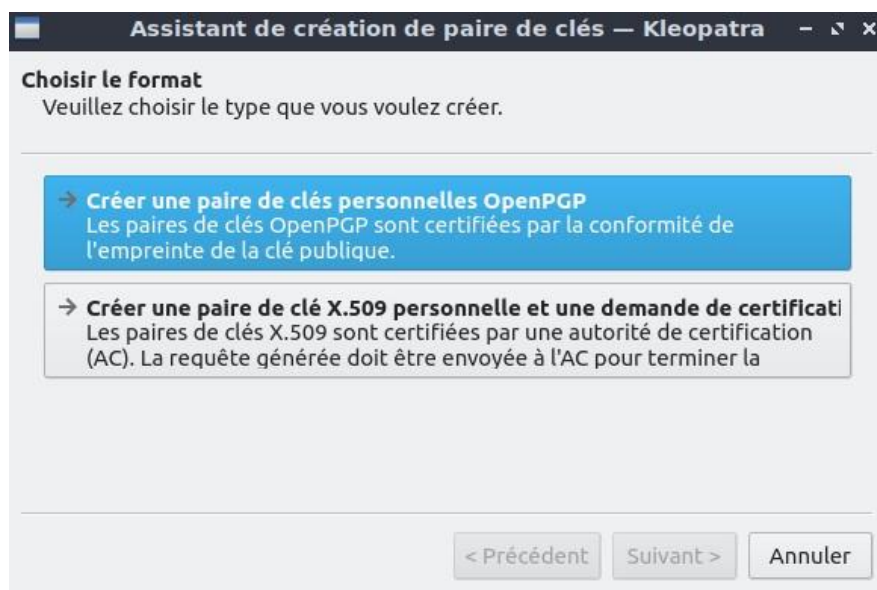 Assistant de création de paire de clés — Kleopatra
Choisir le format
Veuillez choisir le type que vous voulez créer.
→ Créer une paire de clés personnelles OpenPGP
Les paires de clés OpenPGP sont certifiées par la conformité de
l'empreinte de la clé publique.
→ Créer une paire de clé X.509 personnelle et une demande de certificati
Les paires de clés X.509 sont certifiées par une autorité de certification
(AC). La requête générée doit être envoyée à l'AC pour terminer la
< Précédent Suivant > Annuler